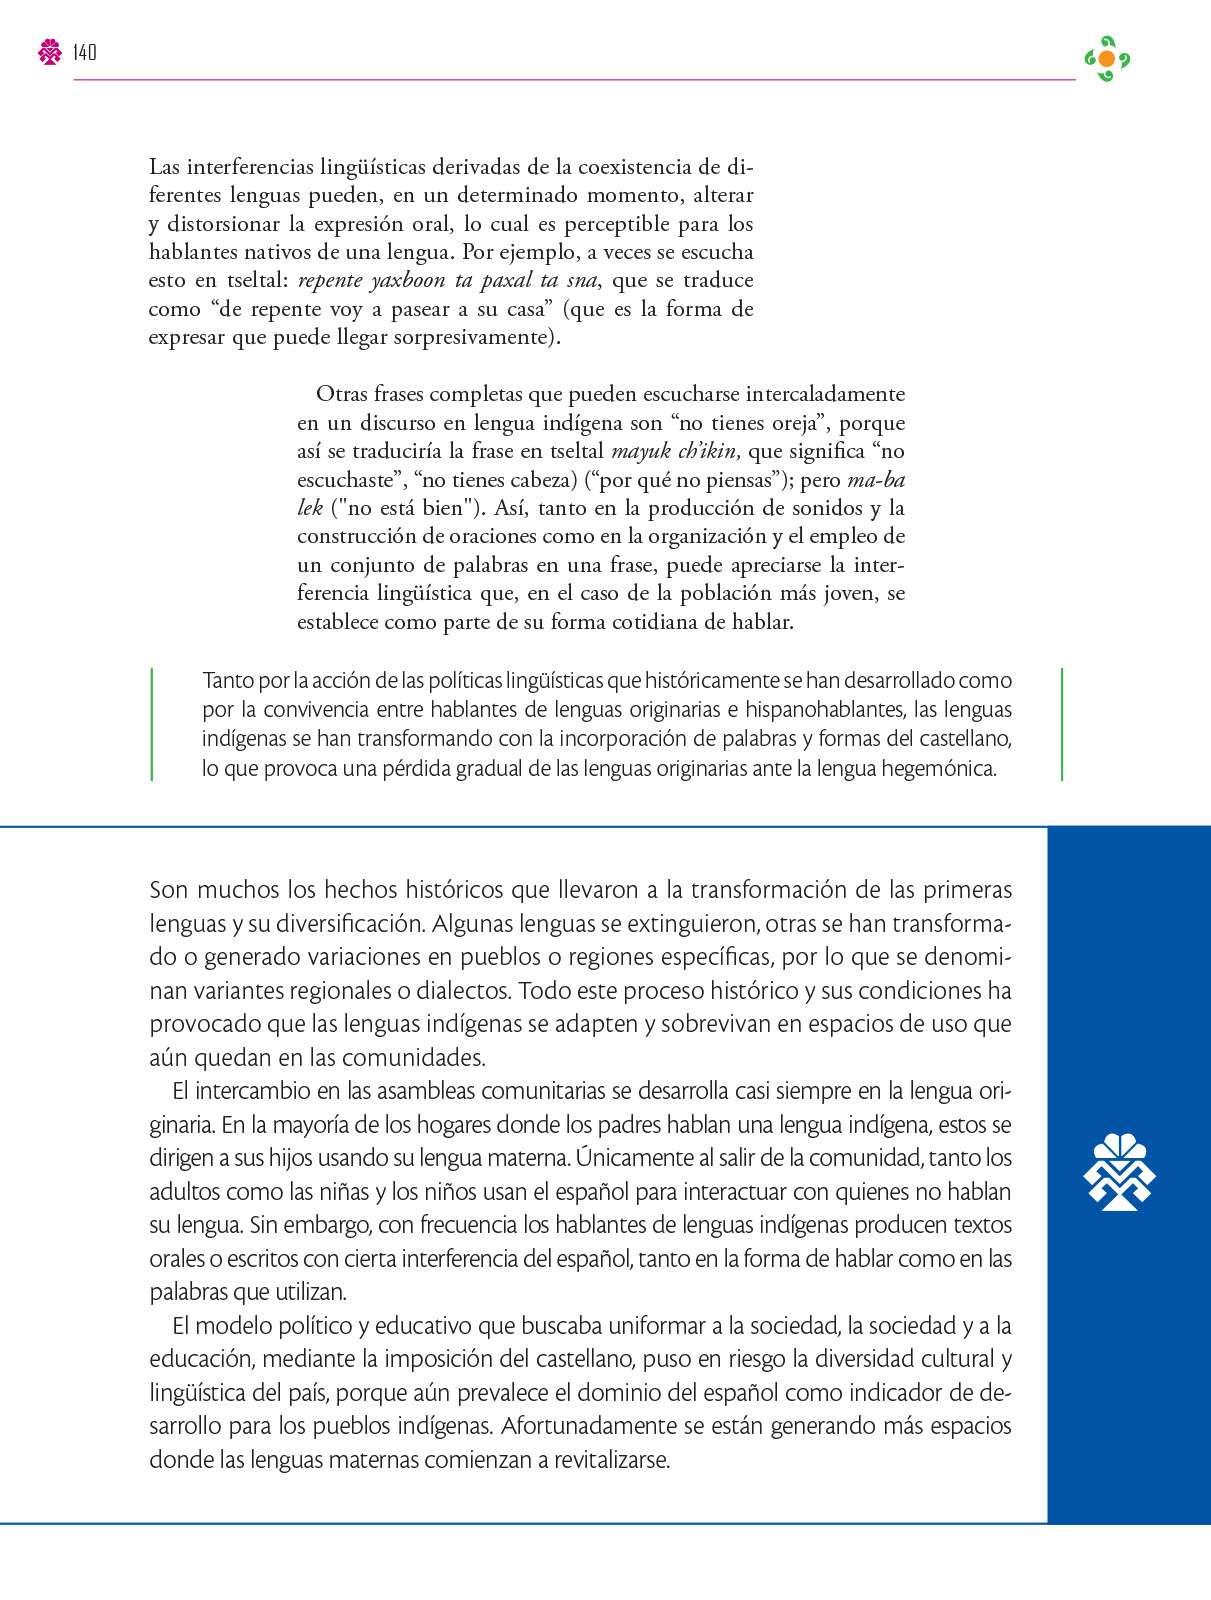 140
Las interferencias lingüísticas derivadas de la coexistencia de di-
ferentes lenguas pueden, en un determinado momento, alterar
y distorsionar la expresión oral, lo cual es perceptible para los
hablantes nativos de una lengua. Por ejemplo, a veces se escucha
esto en tseltal: repente yaxboon ta paxal ta sna, que se traduce
como “de repente voy a pasear a su casa” (que es la forma de
expresar que puede llegar sorpresivamente).
Otras frases completas que pueden escucharse intercaladamente
en un discurso en lengua indígena son “no tienes oreja”, porque
así se traduciría la frase en tseltal mayuk ch’ikin, que significa “no
escuchaste”, “no tienes cabeza) (“por qué no piensas”); pero ma-ba
lek ("no está bien"). Así, tanto en la producción de sonidos y la
construcción de oraciones como en la organización y el empleo de
un conjunto de palabras en una frase, puede apreciarse la inter-
ferencia lingüística que, en el caso de la población más joven, se
establece como parte de su forma cotidiana de hablar.
Tanto por la acción de las políticas lingüísticas que históricamente se han desarrollado como
por la convivencia entre hablantes de lenguas originarias e hispanohablantes, las lenguas
indígenas se han transformando con la incorporación de palabras y formas del castellano,
lo que provoca una pérdida gradual de las lenguas originarias ante la lengua hegemónica.
Son muchos los hechos históricos que llevaron a la transformación de las primeras
lenguas y su diversificación. Algunas lenguas se extinguieron, otras se han transforma-
do o generado variaciones en pueblos o regiones específicas, por lo que se denomi-
nan variantes regionales o dialectos. Todo este proceso histórico y sus condiciones ha
provocado que las lenguas indígenas se adapten y sobrevivan en espacios de uso que
aún quedan en las comunidades.
El intercambio en las asambleas comunitarias se desarrolla casi siempre en la lengua ori-
ginaria. En la mayoría de los hogares donde los padres hablan una lengua indígena, estos se
dirigen a sus hijos usando su lengua materna. Únicamente al salir de la comunidad, tanto los
adultos como las niñas y los niños usan el español para interactuar con quienes no hablan
su lengua. Sin embargo, con frecuencia los hablantes de lenguas indígenas producen textos
orales o escritos con cierta interferencia del español, tanto en la forma de hablar como en las
palabras que utilizan.
El modelo político y educativo que buscaba uniformar a la sociedad, la sociedad y a la
educación, mediante la imposición del castellano, puso en riesgo la diversidad cultural y
lingüística del país, porque aún prevalece el dominio del español como indicador de de-
sarrollo para los pueblos indígenas. Afortunadamente se están generando más espacios
donde las lenguas maternas comienzan a revitalizarse.